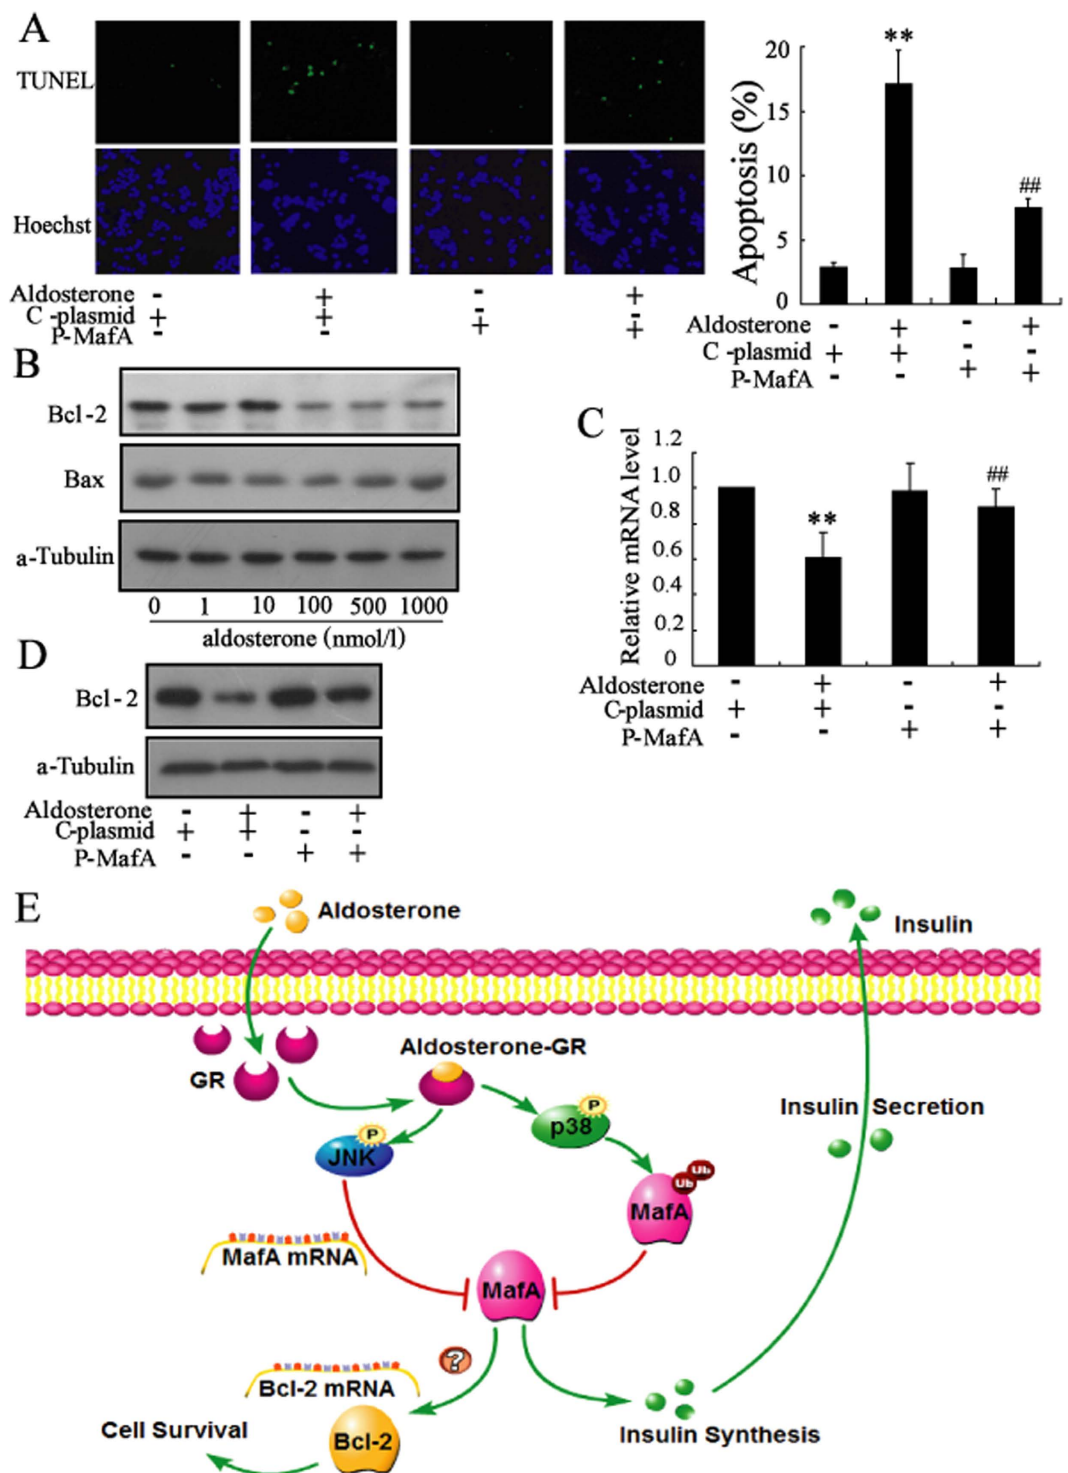 A
TUNEL
Hoechst
Aldosterone - + - +
C -plasmid + + - -
P-MafA - - + +
Apoptosis (%)
20
15
10
5
0
**
##
Aldosterone - + - +
C -plasmid + + - -
P-MafA - - + +
B
Bcl-2
Bax
a-Tubulin
0 1 10 100 500 1000
aldosterone (nmol/l)
C
Relative mRNA level
1.2
1.0
0.8
0.6
0.4
0.2
0
**
##
Aldosterone - + - +
C-plasmid + + - -
P-MafA - - + +
D
Bcl-2
a-Tubulin
Aldosterone - + - +
C-plasmid + + - -
P-MafA - - + +
E
Aldosterone
Insulin
GR
Aldosterone-GR
P
p38
P
JNK
Insulin Secretion
Ub Ub
MafA
MafA mRNA
MafA
?
Bcl-2 mRNA
Cell Survival
Bcl-2
Insulin Synthesis